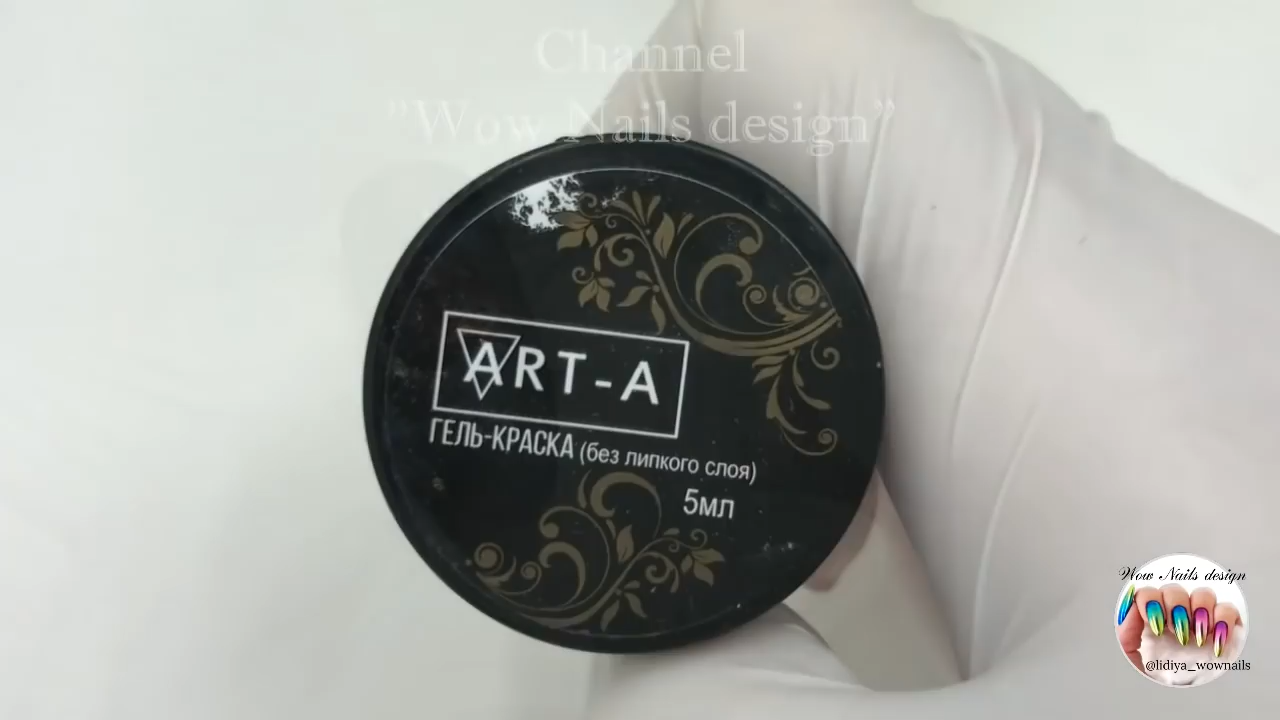 Channel
"Wow Nails design"
ART-A
ГЕЛЬ-КРАСКА (без липкого слоя)
5мл
Wow Nails design
@lidiya_wownails